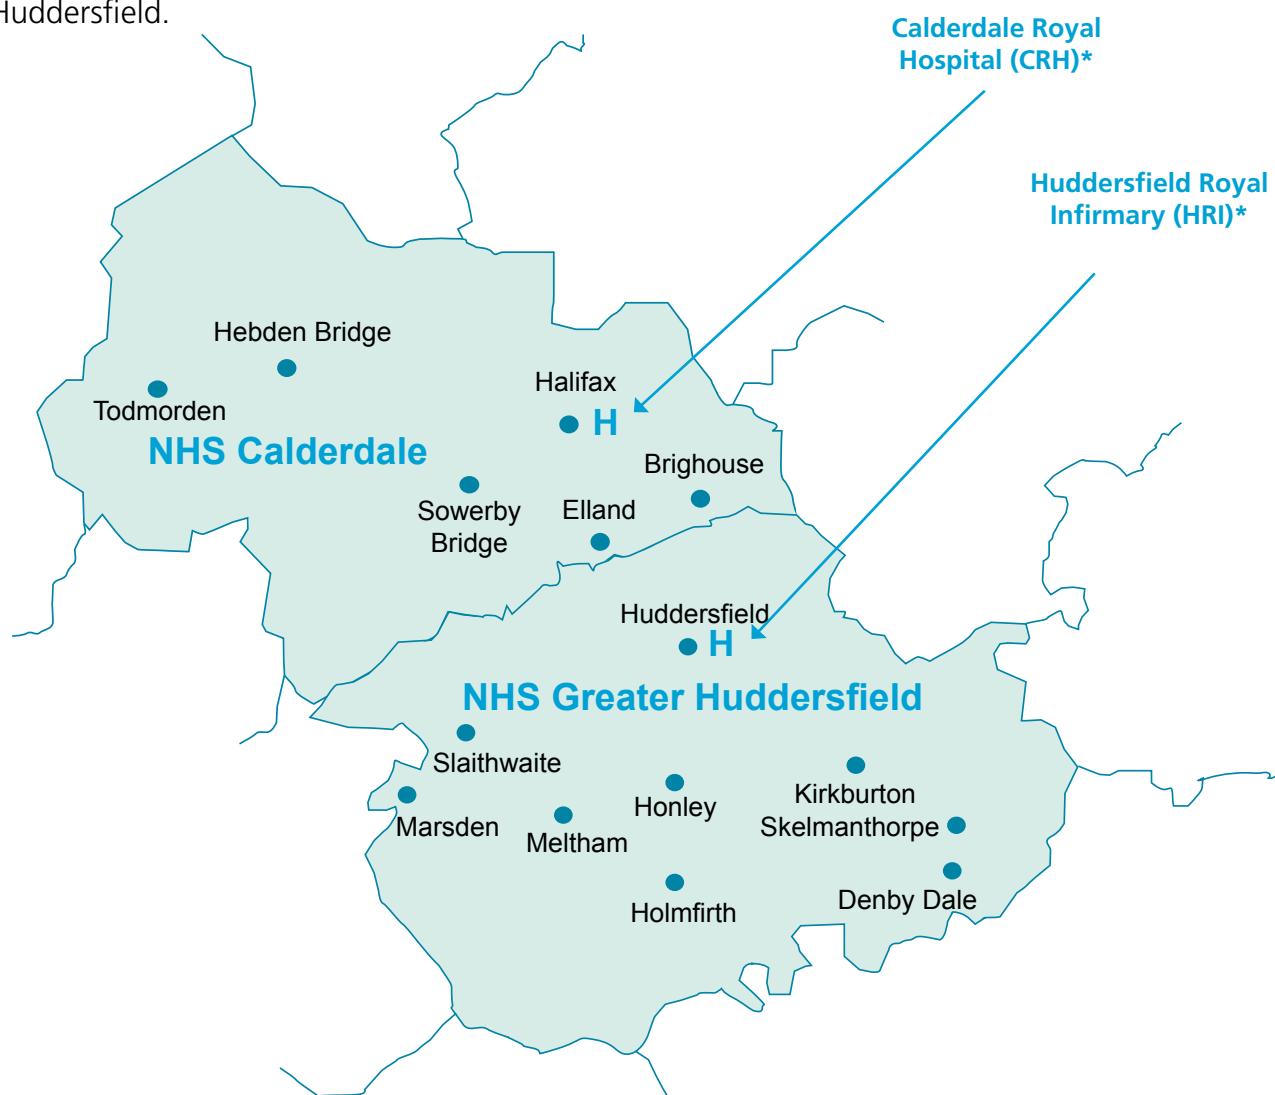 Huddersfield.
Calderdale Royal
Hospital (CRH)*
Huddersfield Royal
Infirmary (HRI)*
Hebden Bridge
Todmorden
NHS Calderdale
Halifax
H
Brighouse
Sowerby
Bridge
Elland
Huddersfield
H
NHS Greater Huddersfield
Slaithwaite
Marsden
Meltham
Honley
Kirkburton
Skelmanthorpe
Holmfirth
Denby Dale